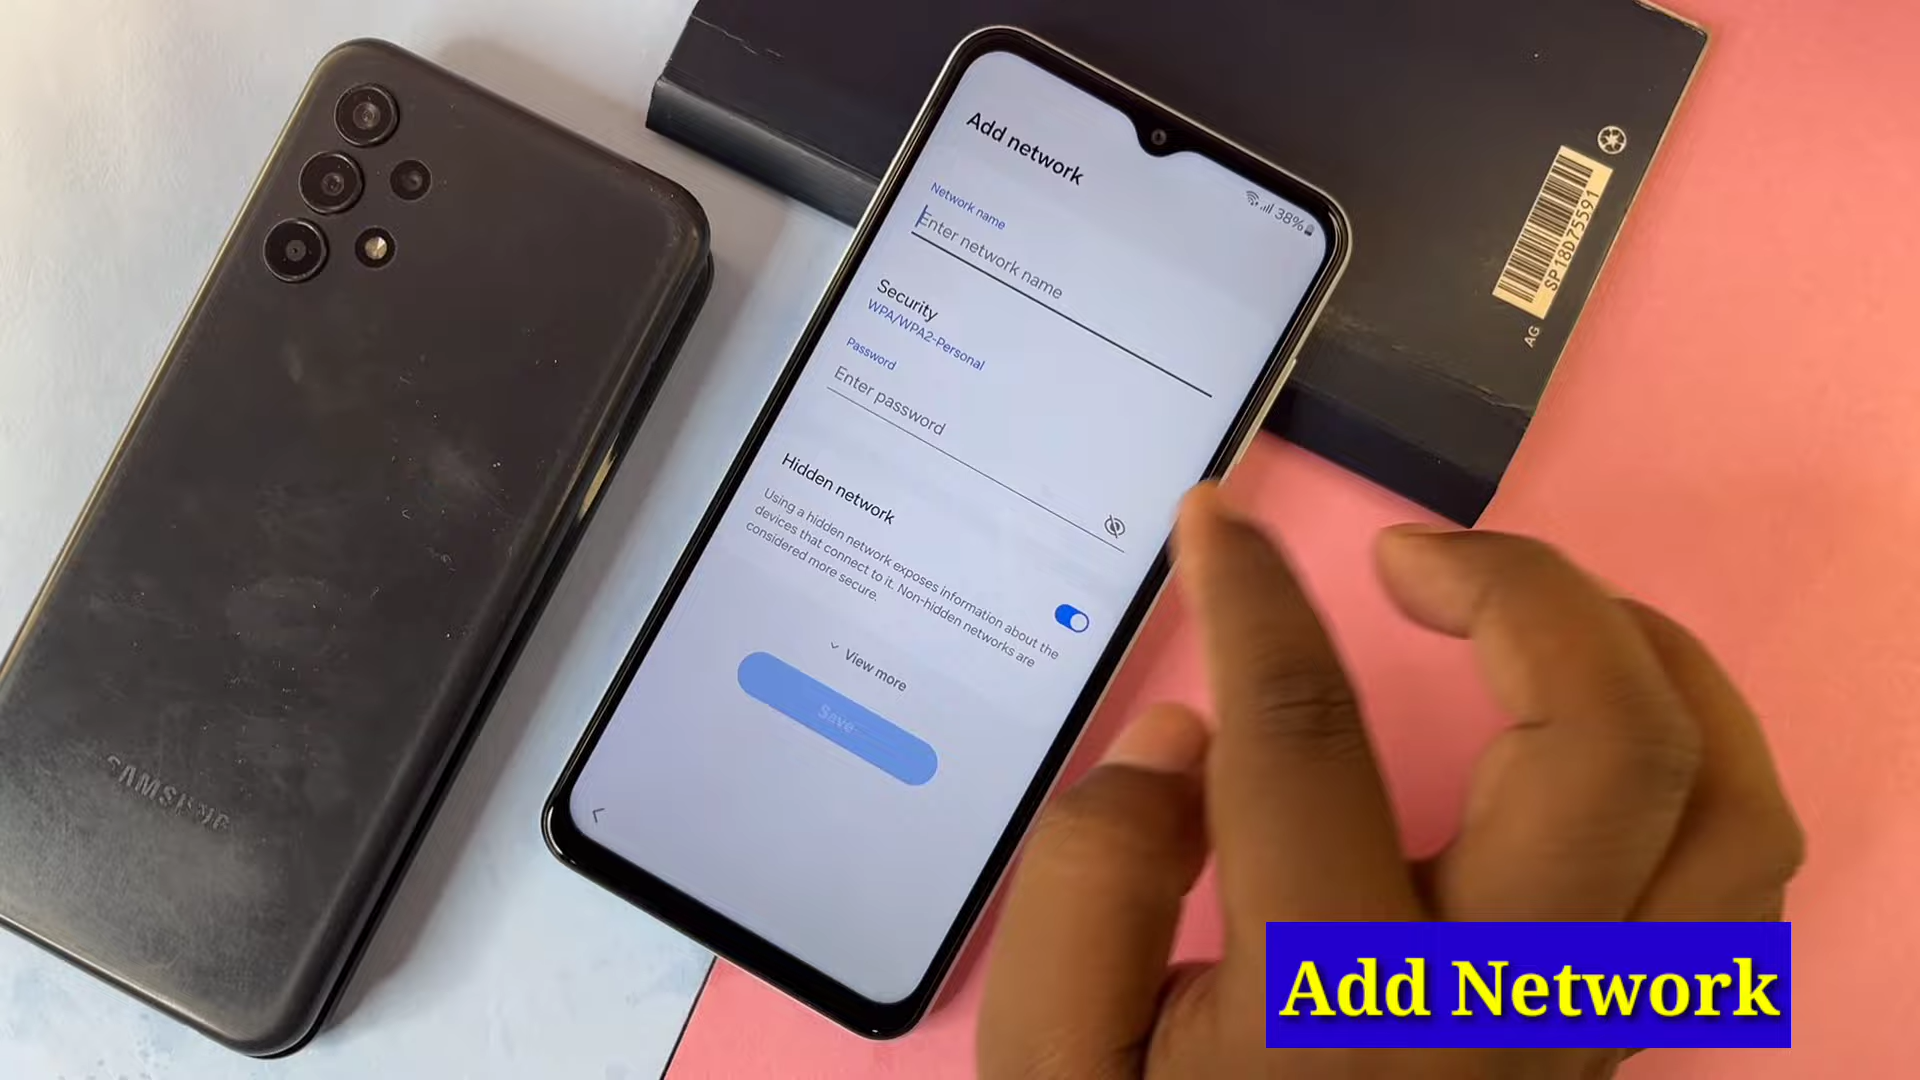 Add network
38%
Network name
Enter network name
Security
WPA/WPA2-Personal
Password
Enter password
Hidden network
Using a hidden network exposes information about the
devices that connect to it. Non-hidden networks are
considered more secure.
View more
Save
SAMSUNG
SP18D75591
AG
Add Network